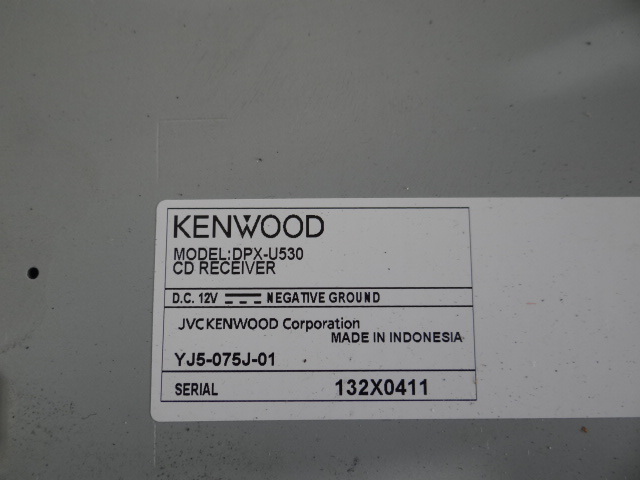 KENWOOD
MODEL:DPX-U530
CD RECEIVER
D.C. 12V NEGATIVE GROUND
JVCKENWOOD Corporation
MADE IN INDONESIA
YJ5-075J-01
SERIAL 132X0411